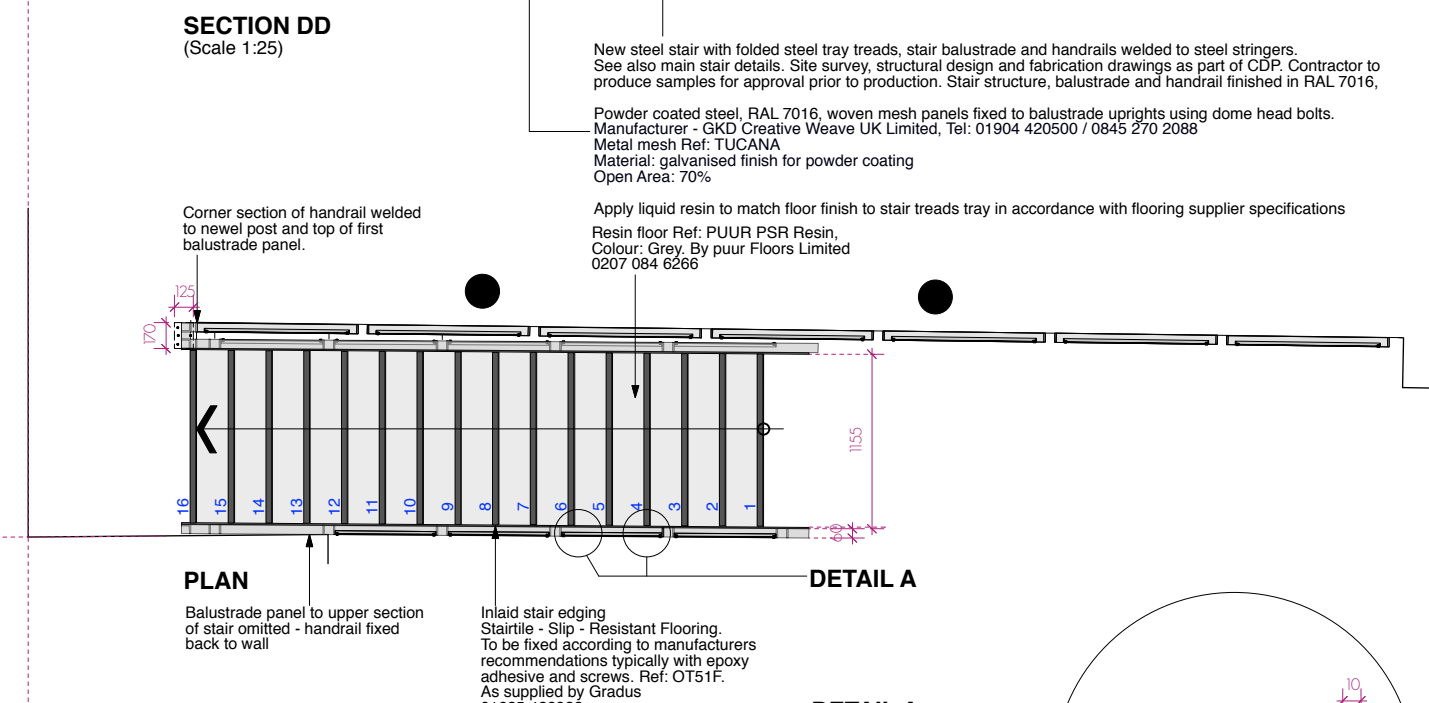 SECTION DD
(Scale 1:25)
New steel stair with folded steel tray treads, stair balustrade and handrails welded to steel stringers.
See also main stair details. Site survey, structural design and fabrication drawings as part of CDP. Contractor to
produce samples for approval prior to production. Stair structure, balustrade and handrail finished in RAL 7016,
Powder coated steel, RAL 7016, woven mesh panels fixed to balustrade uprights using dome head bolts.
Manufacturer - GKD Creative Weave UK Limited, Tel: 01904 420500 / 0845 270 2088
Metal mesh Ref: TUCANA
Material: galvanised finish for powder coating
Open Area: 70%
Apply liquid resin to match floor finish to stair treads tray in accordance with flooring supplier specifications
Resin floor Ref: PUUR PSR Resin,
Colour: Grey. By puur Floors Limited
0207 084 6266
Corner section of handrail welded
to newel post and top of first
balustrade panel.
125
170
1155
60
16 15 14 13 12 11 10 9 8 7 6 5 4 3 2 1
PLAN
DETAIL A
Balustrade panel to upper section
of stair omitted - handrail fixed
back to wall
Inlaid stair edging
Stairtile - Slip - Resistant Flooring.
To be fixed according to manufacturers
recommendations typically with epoxy
adhesive and screws. Ref: OT51F.
As supplied by Gradus
10
DETAIL A